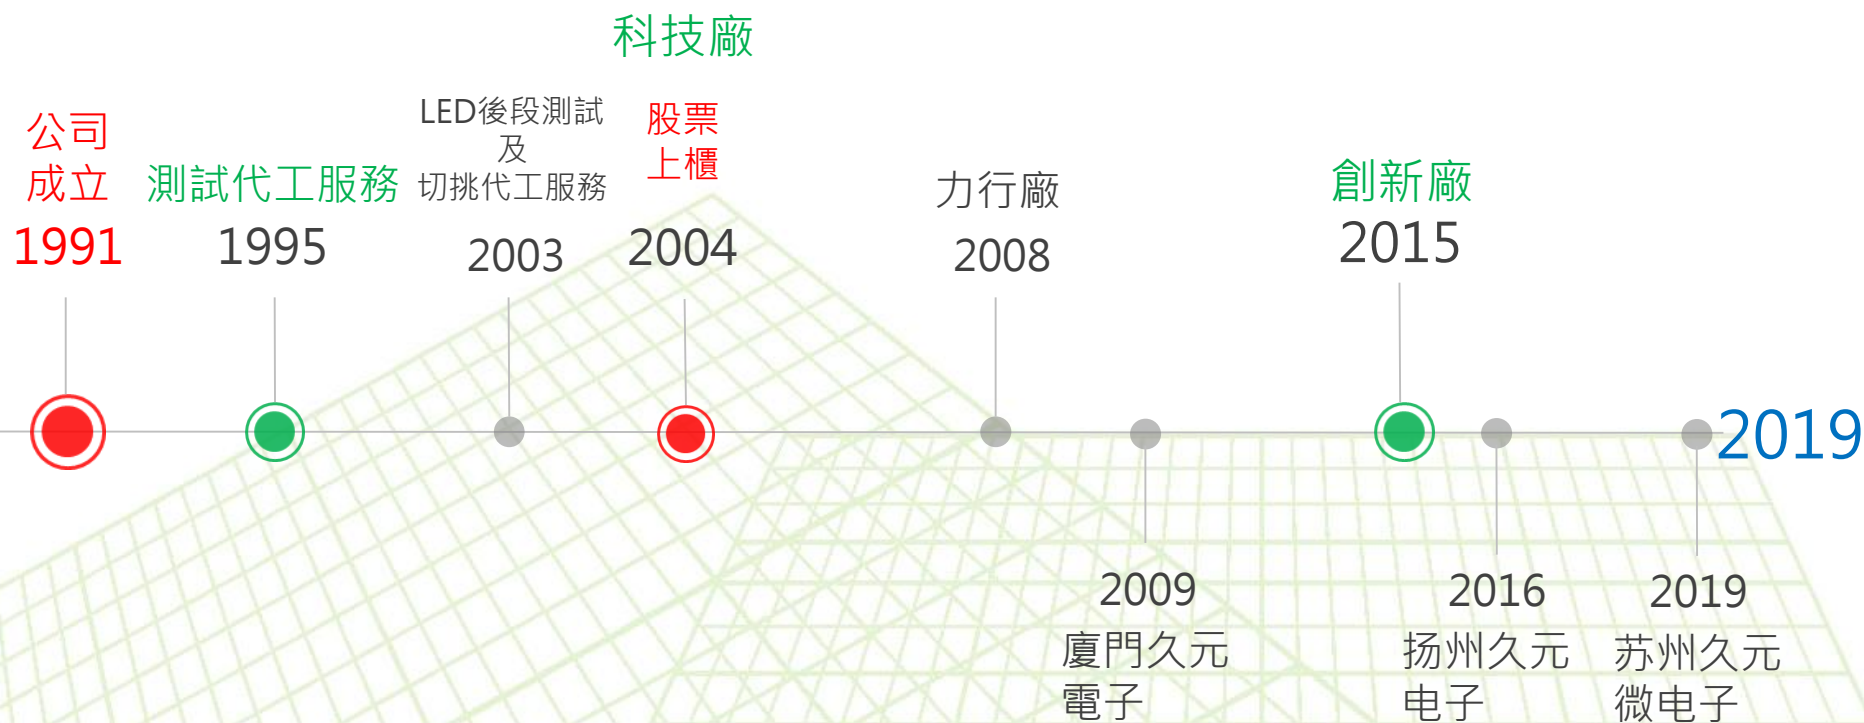 公司
成立
1991
測試代工服務
1995
LED後段測試
及
切挑代工服務
2003
科技廠
股票
上櫃
2004
力行廠
2008
2009
廈門久元
電子
創新廠
2015
2016
扬州久元
电子
2019
苏州久元
微电子
2019